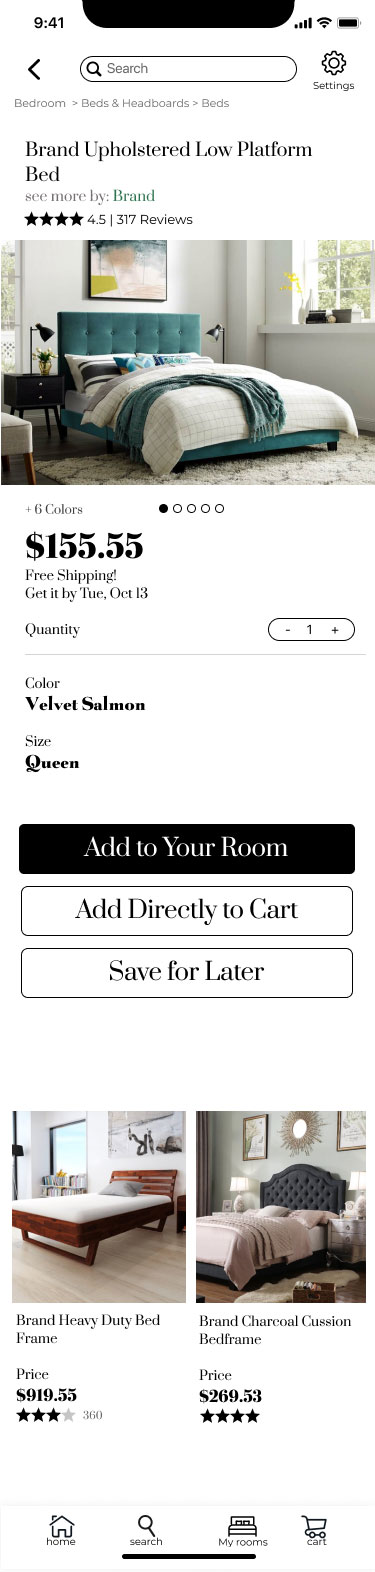 9:41
Search
Settings
Bedroom > Beds & Headboards > Beds
Brand Upholstered Low Platform
Bed
see more by: Brand
4.5 | 317 Reviews
+ 6 Colors
$155.55
Free Shipping!
Get it by Tue, Oct 13
Quantity
- 1 +
Color
Velvet Salmon
Size
Queen
Add to Your Room
Add Directly to Cart
Save for Later
Brand Heavy Duty Bed
Frame
Price
$919.55
360
Brand Charcoal Cussion
Bedframe
Price
$269.53
home
search
My rooms
cart